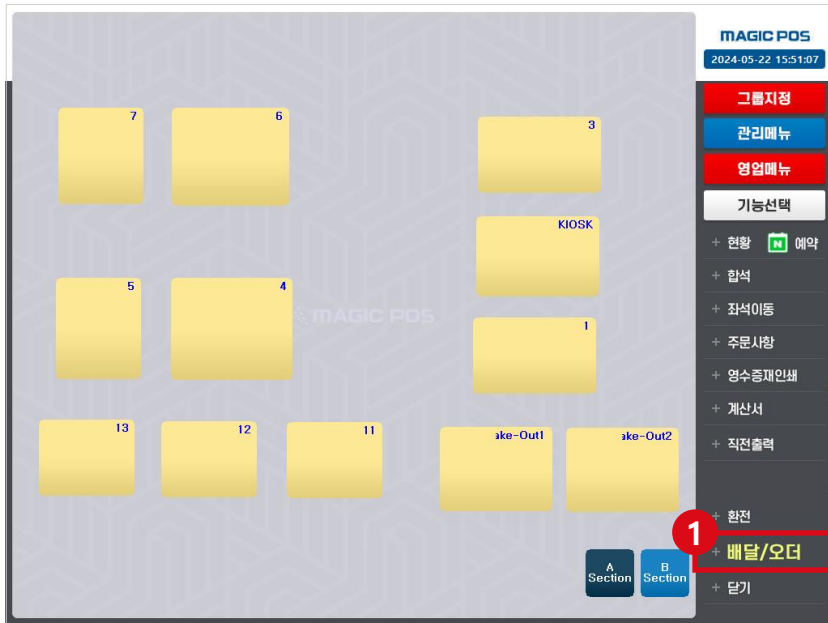 MAGIC POS
2024-05-22 15:51:07
그룹지정
관리메뉴
영업메뉴
기능선택
+ 현황 N 예약
+ 합석
+ 좌석이동
+ 주문사항
+ 영수증재인쇄
+ 계산서
+ 직전출력
+ 환전
1
+ 배달/오더
+ 닫기
7
6
3
KIOSK
5
4
MAGIC POS
1
13
12
11
ake-Out1
ake-Out2
A
Section
B
Section